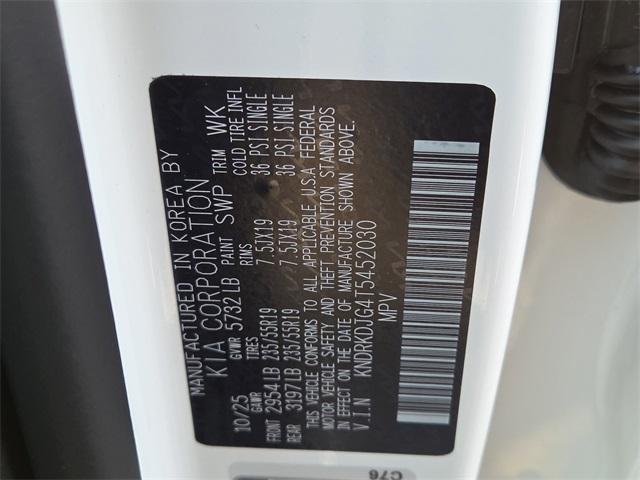 MANUFACTURED IN KOREA BY
KIA CORPORATION
10/25 GVWR 5732 LB PAINT SWP TRIM WK
GAWR TIRES RIMS COLD TIRE INFL
FRONT 2954 LB 235/55R19 7.5JX19 36 PSI SINGLE
REAR 3197 LB 235/55R19 7.5JX19 36 PSI SINGLE
THIS VEHICLE CONFORMS TO ALL APPLICABLE U.S.A FEDERAL
MOTOR VEHICLE SAFETY AND THEFT PREVENTION STANDARDS
IN EFFECT ON THE DATE OF MANUFACTURE SHOWN ABOVE.
V.I.N KNDRKDJG4T5452030
MPV
C76